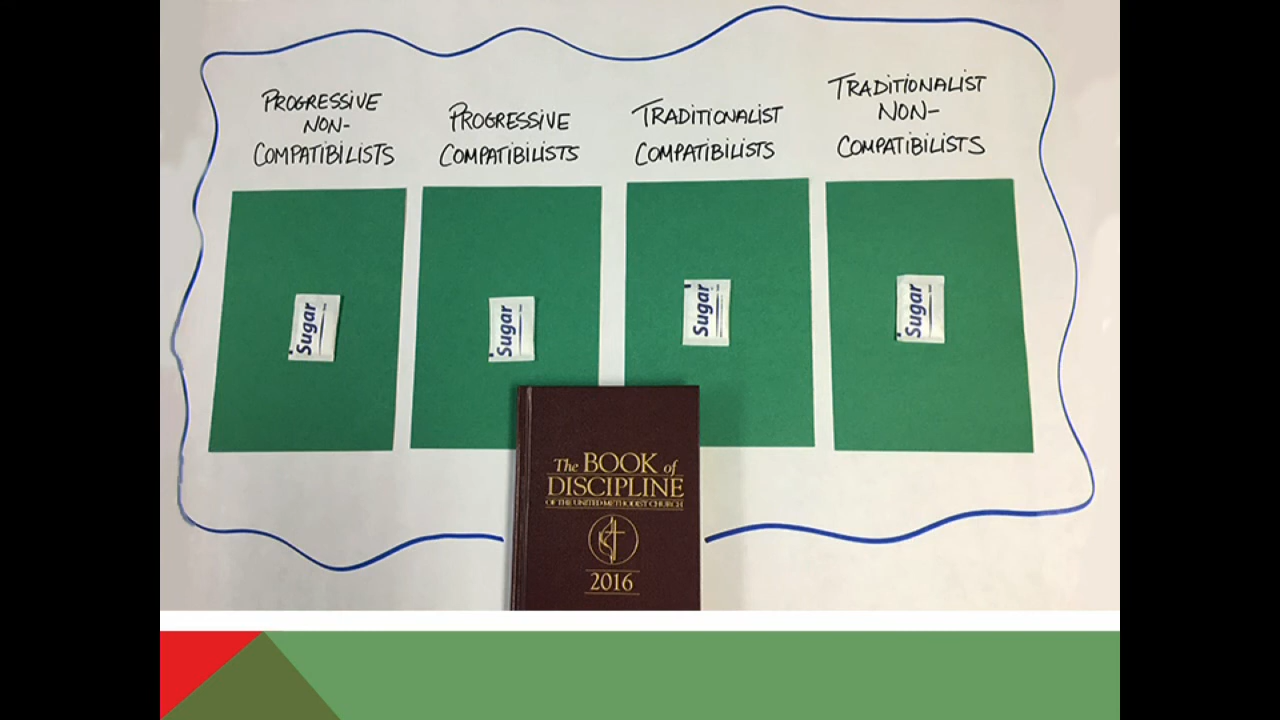 PROGRESSIVE
NON-
COMPATIBILISTS
PROGRESSIVE
COMPATIBILISTS
TRADITIONALIST
COMPATIBILISTS
TRADITIONALIST
NON-
COMPATIBILISTS
Sugar
Sugar
Sugar
Sugar
The BOOK of
DISCIPLINE
OF THE UNITED METHODIST CHURCH
2016